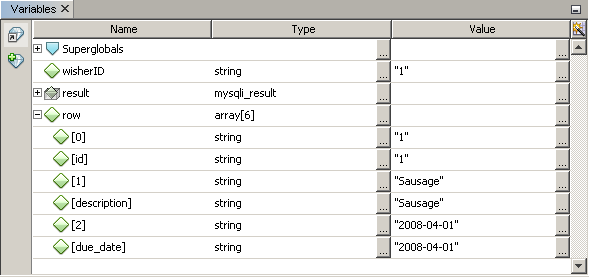 Variables
Name Type Value
Superglobals ... ...
wisherID string ... "1" ...
result mysqli_result ... ...
row array[6] ... ...
[0] string ... "1" ...
[id] string ... "1" ...
[1] string ... "Sausage" ...
[description] string ... "Sausage" ...
[2] string ... "2008-04-01" ...
[due_date] string ... "2008-04-01" ...